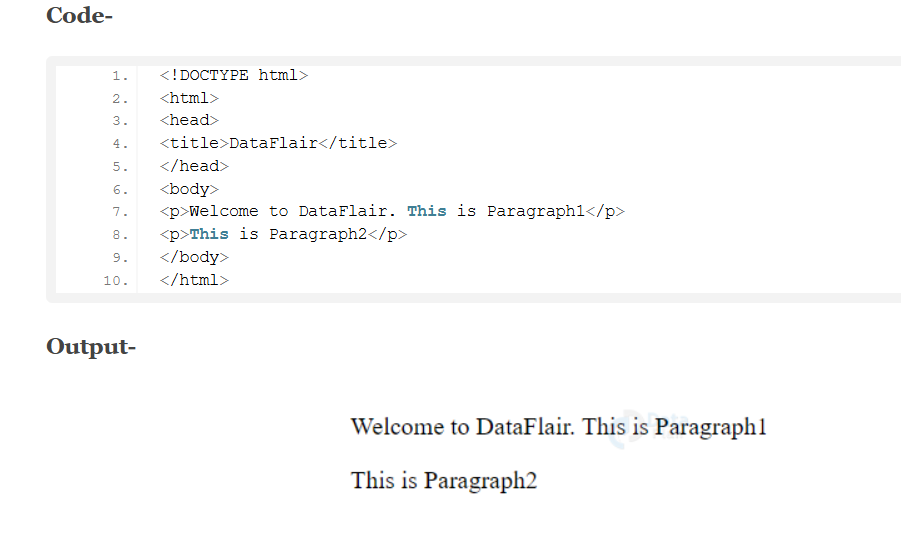 Code-
1. <!DOCTYPE html>
2. <html>
3. <head>
4. <title>DataFlair</title>
5. </head>
6. <body>
7. <p>Welcome to DataFlair. This is Paragraph1</p>
8. <p>This is Paragraph2</p>
9. </body>
10. </html>
Output-
Welcome to DataFlair. This is Paragraph1
This is Paragraph2